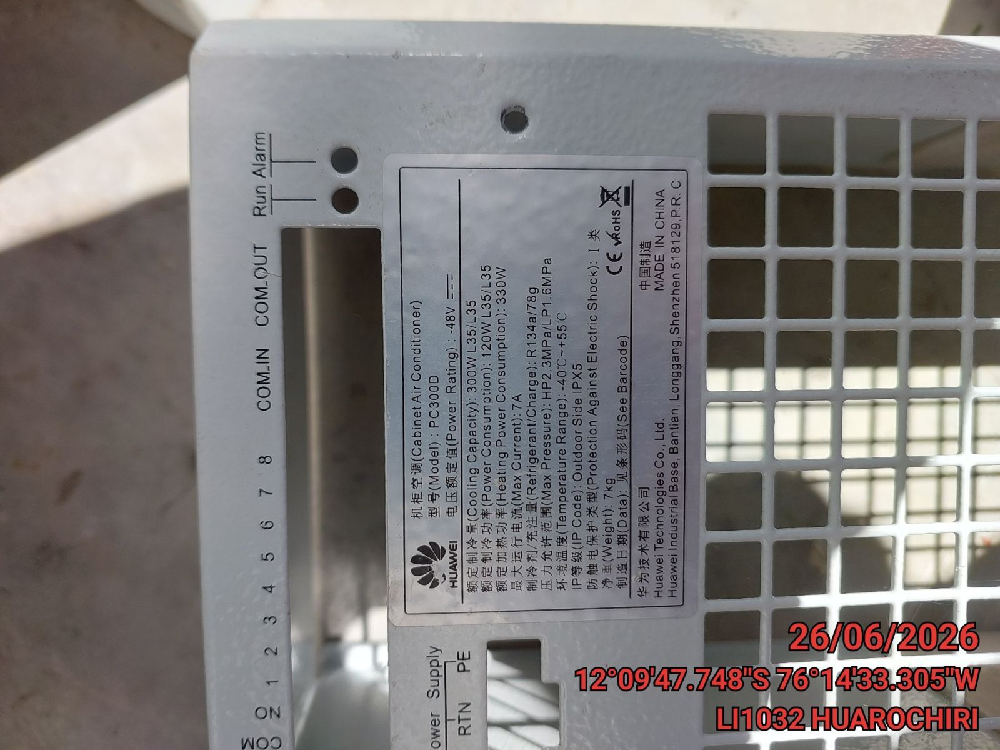 Run Alarm
COM_IN COM_OUT
1 2 3 4 5 6 7 8
NO
HUAWEI
机柜空调(Cabinet Air Conditioner)
型号(Model) : PC300D
电压额定值(Power Rating) : -48V
额定制冷量(Cooling Capacity): 300W L35/L35
额定制冷功率(Power Consumption): 120W L35/L35
额定加热功率(Heating Power Consumption): 330W
最大运行电流(Max Current): 7A
制冷剂/充注量(Refrigerant/Charge): R134a/78g
压力允许范围(Max Pressure): HP2.3MPa/LP1.6MPa
环境温度(Temperature Range): -40℃~+55℃
IP等级(IP Code): Outdoor Side IPX5
防触电保护类型(Protection Against Electric Shock): I 类
净重(Weight): 7kg
制造日期(Data): 见条形码(See Barcode)
CE RoHS
华为技术有限公司 中国制造
Huawei Technologies Co., Ltd. MADE IN CHINA
Huawei Industrial Base, Bantian, Longgang, Shenzhen 518129, P.R. C
Supply
RTN PE
26/06/2026
12°09'47.748"S 76°14'33.305"W
LI1032 HUAROCHIRI